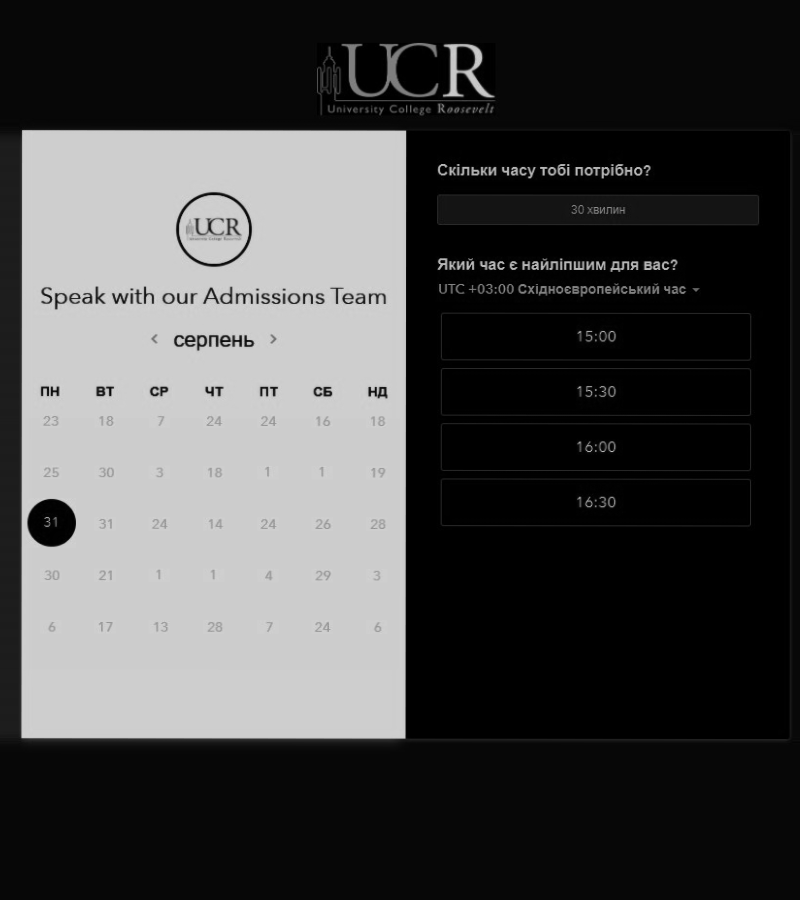 UCR
University College Roosevelt
UCR
Speak with our Admissions Team
серпень
ПН ВТ СР ЧТ ПТ СБ НД
23 18 7 24 24 16 18
25 30 3 18 1 1 19
31 31 24 14 24 26 28
30 21 1 1 4 29 3
6 17 13 28 7 24 6
Скільки часу тобі потрібно?
30 хвилин
Який час є найліпшим для вас?
UTC +03:00 Східноєвропейський час
15:00
15:30
16:00
16:30